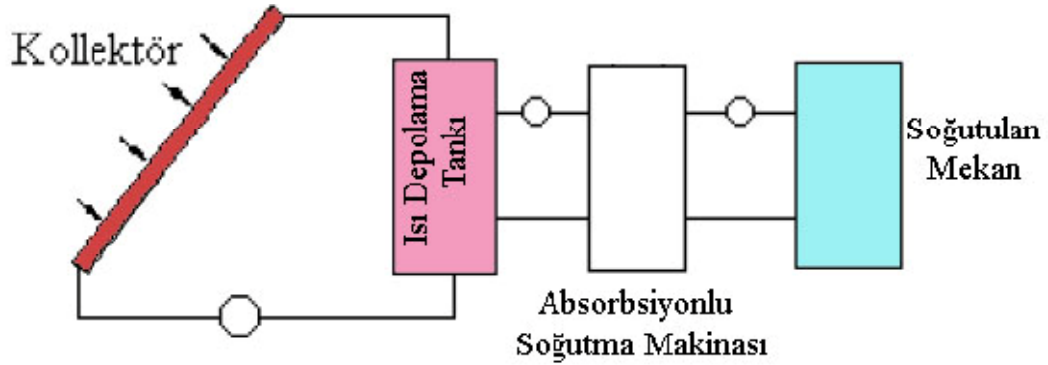 Kollektör
Isı Depolama
Tankı
Absorbsiyonlu
Soğutma Makinası
Soğutulan
Mekan